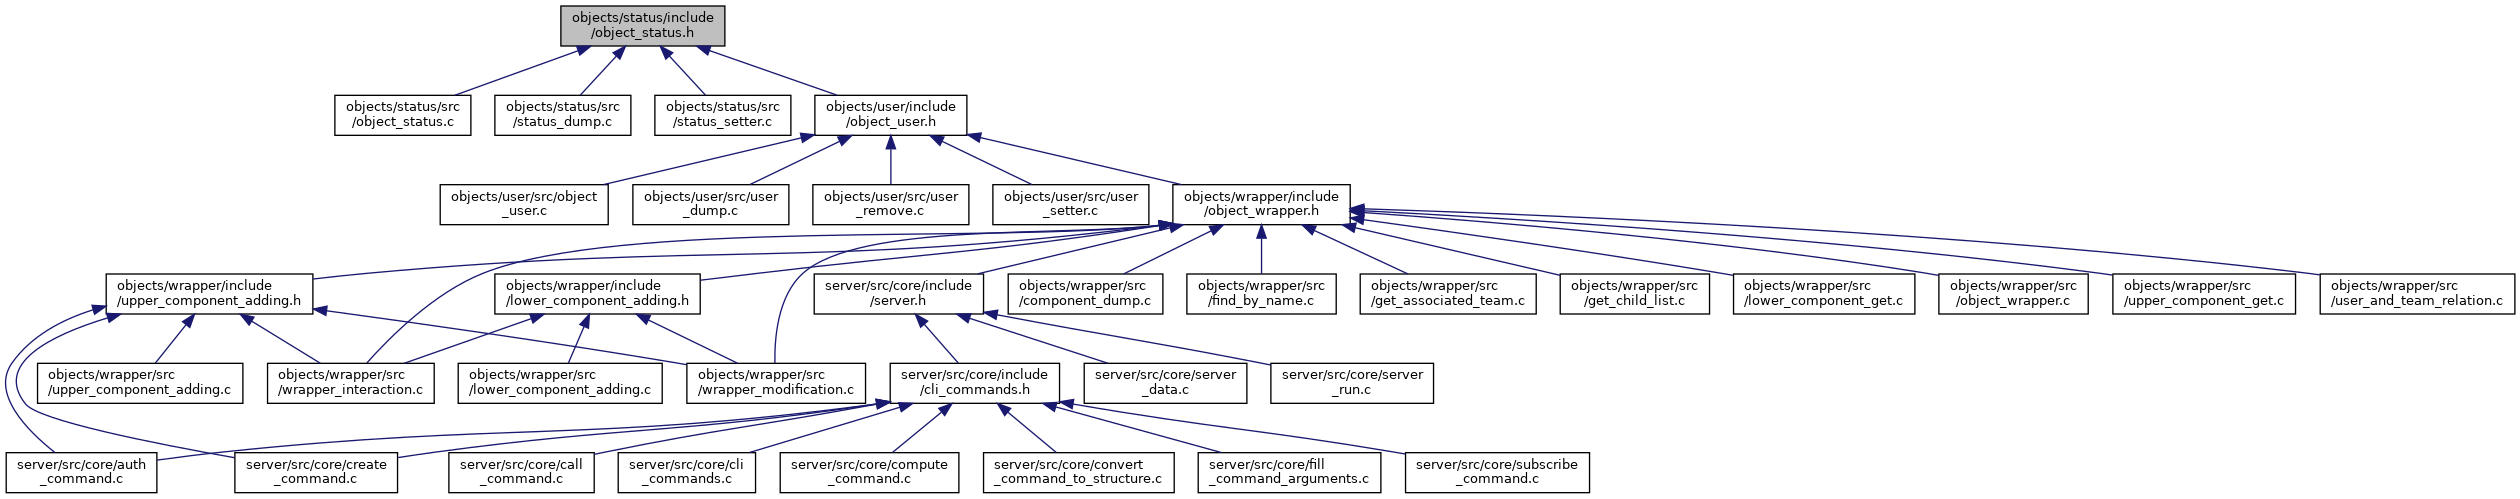 objects/status/include
/object_status.h
objects/status/src
/object_status.c
objects/status/src
/status_dump.c
objects/status/src
/status_setter.c
objects/user/include
/object_user.h
objects/user/src/object
_user.c
objects/user/src/user
_dump.c
objects/user/src/user
_remove.c
objects/user/src/user
_setter.c
objects/wrapper/include
/object_wrapper.h
objects/wrapper/include
/upper_component_adding.h
objects/wrapper/include
/lower_component_adding.h
server/src/core/include
/server.h
objects/wrapper/src
/component_dump.c
objects/wrapper/src
/find_by_name.c
objects/wrapper/src
/get_associated_team.c
objects/wrapper/src
/get_child_list.c
objects/wrapper/src
/lower_component_get.c
objects/wrapper/src
/object_wrapper.c
objects/wrapper/src
/upper_component_get.c
objects/wrapper/src
/user_and_team_relation.c
objects/wrapper/src
/upper_component_adding.c
objects/wrapper/src
/wrapper_interaction.c
objects/wrapper/src
/lower_component_adding.c
objects/wrapper/src
/wrapper_modification.c
server/src/core/include
/cli_commands.h
server/src/core/server
_data.c
server/src/core/server
_run.c
server/src/core/auth
_command.c
server/src/core/create
_command.c
server/src/core/call
_command.c
server/src/core/cli
_commands.c
server/src/core/compute
_command.c
server/src/core/convert
_command_to_structure.c
server/src/core/fill
_command_arguments.c
server/src/core/subscribe
_command.c